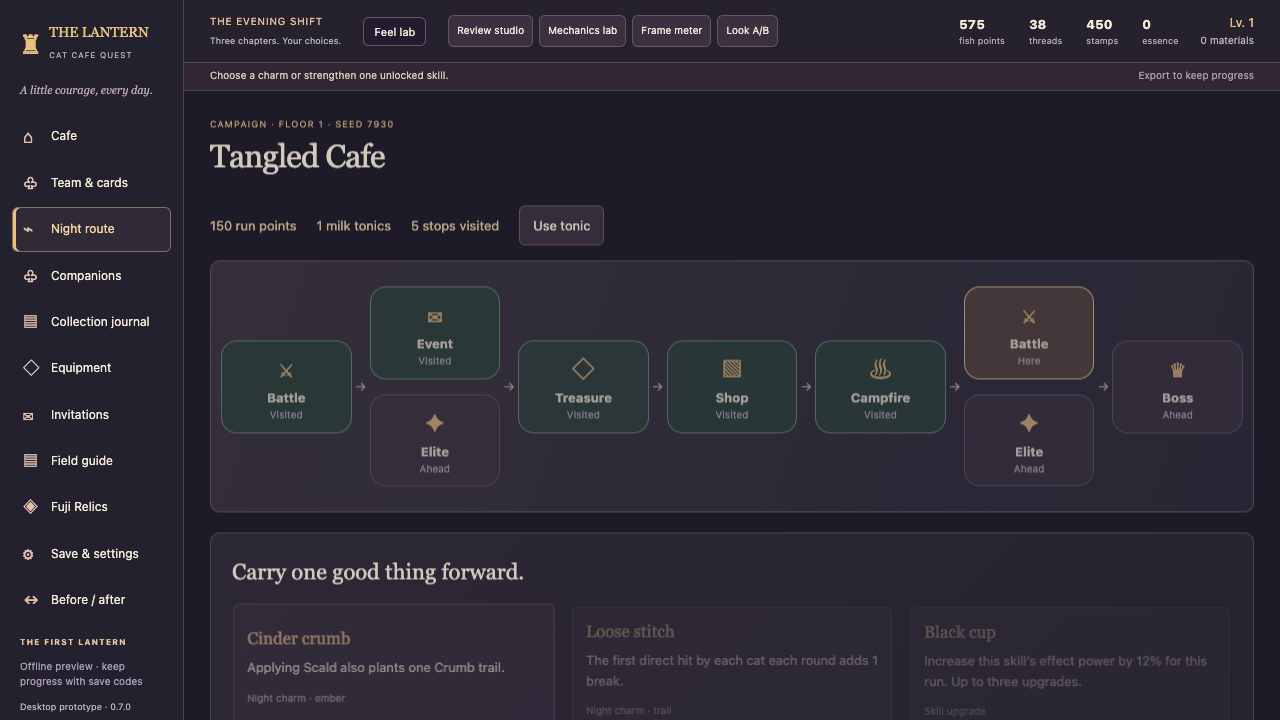 THE LANTERN
CAT CAFE QUEST
A little courage, every day.
Cafe
Team & cards
Night route
Companions
Collection journal
Equipment
Invitations
Field guide
Fuji Relics
Save & settings
Before / after
THE FIRST LANTERN
Offline preview · keep
progress with save codes
Desktop prototype · 0.7.0
THE EVENING SHIFT
Three chapters. Your choices.
Feel lab
Review studio
Mechanics lab
Frame meter
Look A/B
575
fish points
38
threads
450
stamps
0
essence
Lv. 1
0 materials
Choose a charm or strengthen one unlocked skill.
Export to keep progress
CAMPAIGN · FLOOR 1 · SEED 7930
Tangled Cafe
150 run points
1 milk tonics
5 stops visited
Use tonic
Battle
Visited
Event
Visited
Elite
Ahead
Treasure
Visited
Shop
Visited
Campfire
Visited
Battle
Here
Elite
Ahead
Boss
Ahead
Carry one good thing forward.
Cinder crumb
Applying Scald also plants one Crumb trail.
Night charm · ember
Loose stitch
The first direct hit by each cat each round adds 1
break.
Night charm · trail
Black cup
Increase this skill's effect power by 12% for this
run. Up to three upgrades.
Skill upgrade